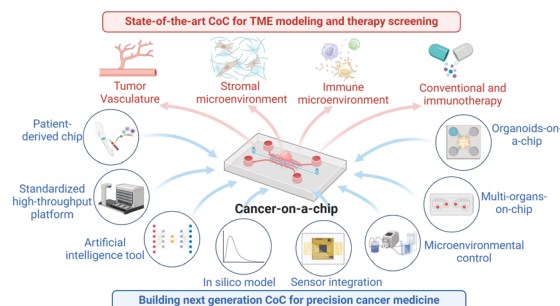 State-of-the-art CoC for TME modeling and therapy screening
Tumor
Vasculature
Stromal
microenvironment
Immune
microenvironment
Conventional and
immunotherapy
Patient-
derived chip
Organoids-on-
a-chip
Standardized
high-throughput
platform
Cancer-on-a-chip
Multi-organs-
on-chip
Artificial
intelligence tool
In silico model
Sensor integration
Microenvironmental
control
Building next generation CoC for precision cancer medicine